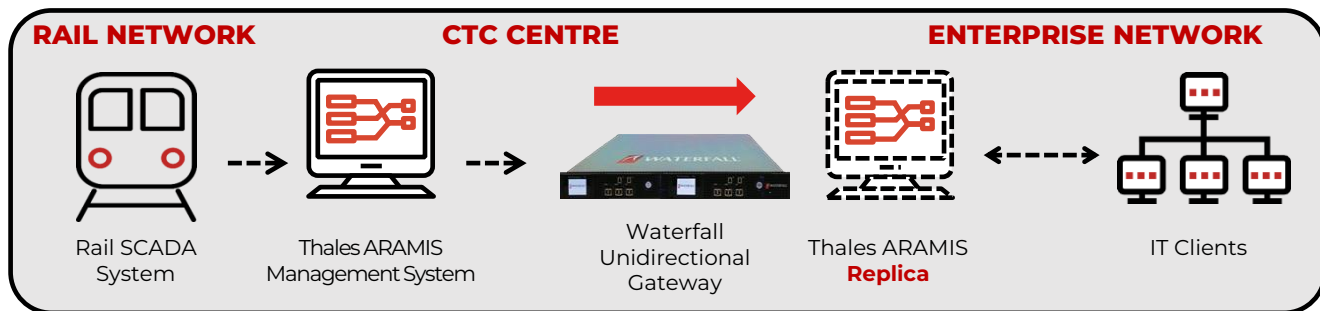 RAIL NETWORK
CTC CENTRE
ENTERPRISE NETWORK
WATERFALL
Rail SCADA
System
Thales ARAMIS
Management System
Waterfall
Unidirectional
Gateway
Thales ARAMIS
Replica
IT Clients